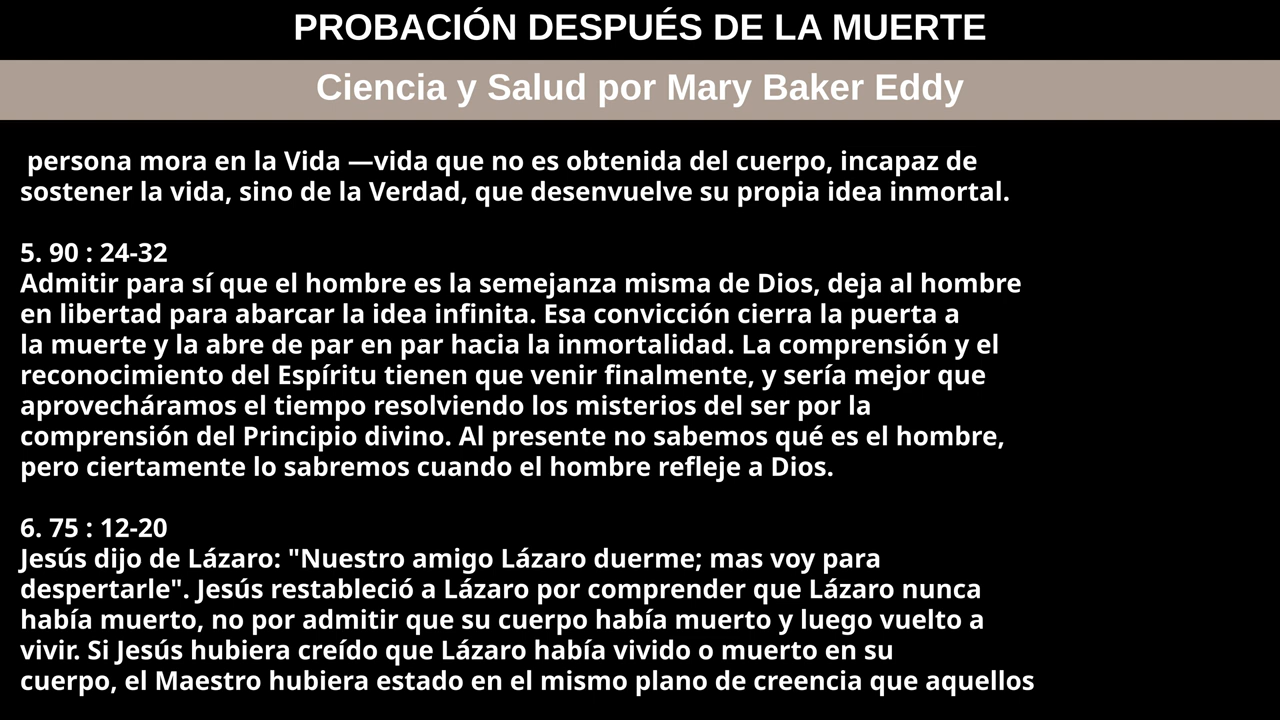 PROBACIÓN DESPUÉS DE LA MUERTE
Ciencia y Salud por Mary Baker Eddy
persona mora en la Vida —vida que no es obtenida del cuerpo, incapaz de
sostener la vida, sino de la Verdad, que desenvuelve su propia idea inmortal.
5. 90 : 24-32
Admitir para sí que el hombre es la semejanza misma de Dios, deja al hombre
en libertad para abarcar la idea infinita. Esa convicción cierra la puerta a
la muerte y la abre de par en par hacia la inmortalidad. La comprensión y el
reconocimiento del Espíritu tienen que venir finalmente, y sería mejor que
aprovecháramos el tiempo resolviendo los misterios del ser por la
comprensión del Principio divino. Al presente no sabemos qué es el hombre,
pero ciertamente lo sabremos cuando el hombre refleje a Dios.
6. 75 : 12-20
Jesús dijo de Lázaro: "Nuestro amigo Lázaro duerme; mas voy para
despertarle". Jesús restableció a Lázaro por comprender que Lázaro nunca
había muerto, no por admitir que su cuerpo había muerto y luego vuelto a
vivir. Si Jesús hubiera creído que Lázaro había vivido o muerto en su
cuerpo, el Maestro hubiera estado en el mismo plano de creencia que aquellos